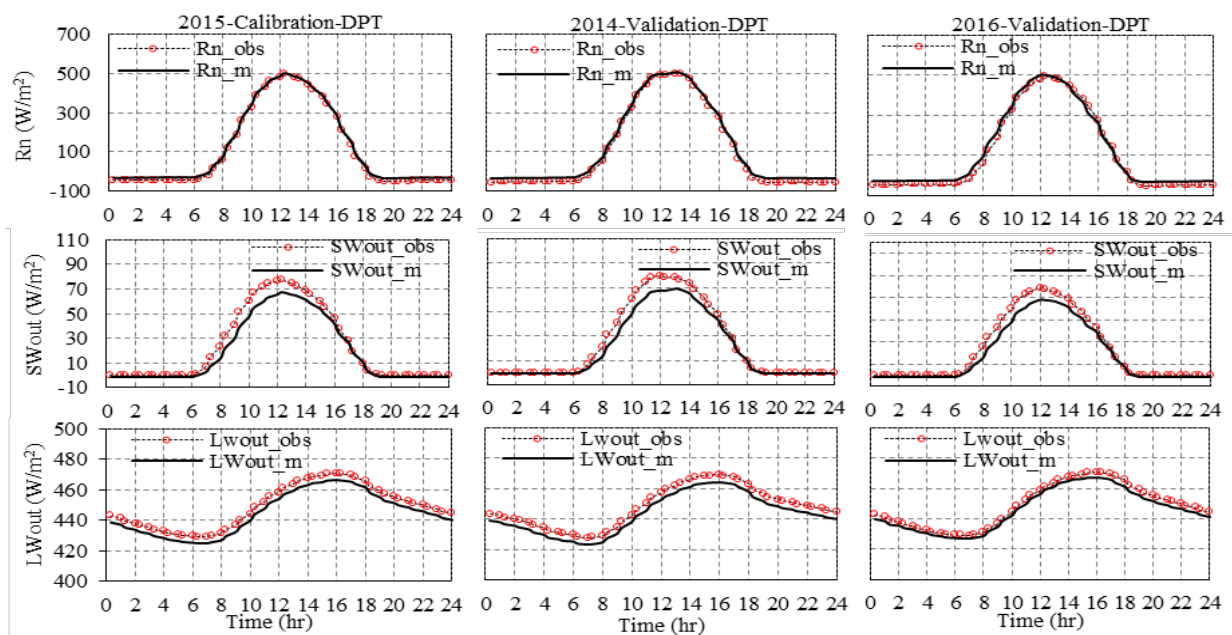 2015-Calibration-DPT
2014-Validation-DPT
2016-Validation-DPT
Rn (W/m²)
700
500
300
100
-100
Rn_obs
Rn_m
0 2 4 6 8 10 12 14 16 18 20 22 24
Rn_obs
Rn_m
0 2 4 6 8 10 12 14 16 18 20 22 24
Rn_obs
Rn_m
0 2 4 6 8 10 12 14 16 18 20 22 24
SWout (W/m²)
110
90
70
50
30
10
-10
SWout_obs
SWout_m
0 2 4 6 8 10 12 14 16 18 20 22 24
SWout_obs
SWout_m
0 2 4 6 8 10 12 14 16 18 20 22 24
SWout_obs
SWout_m
0 2 4 6 8 10 12 14 16 18 20 22 24
LWout (W/m²)
500
480
460
440
420
400
Lwout_obs
LWout_m
0 2 4 6 8 10 12 14 16 18 20 22 24
Time (hr)
Lwout_obs
LWout_m
0 2 4 6 8 10 12 14 16 18 20 22 24
Time (hr)
Lwout_obs
LWout_m
0 2 4 6 8 10 12 14 16 18 20 22 24
Time (hr)